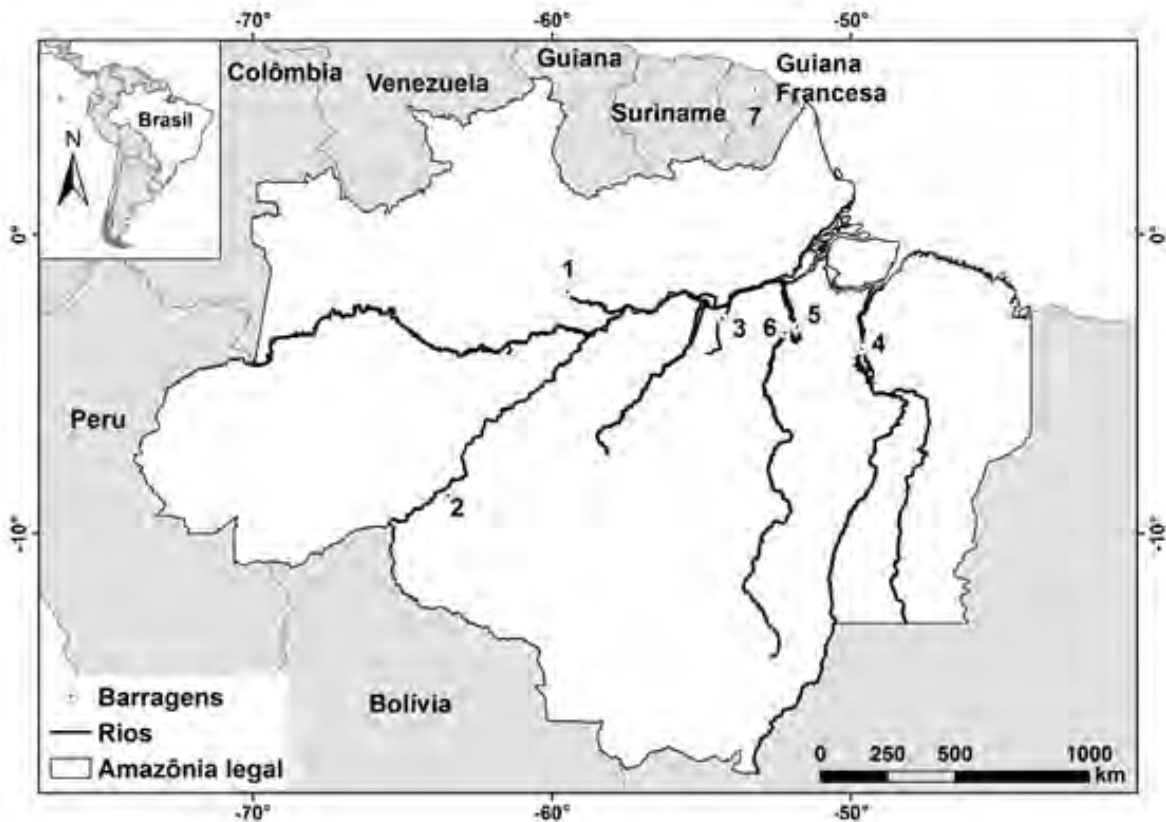 -70°
-60°
-50°
Colômbia
Venezuela
Guiana
Guiana
Francesa
Suriname
7
Brasil
N
0°
0°
1
3
6
5
4
Peru
2
-10°
-10°
Bolívia
Barragens
Rios
Amazônia legal
0 250 500 1000
km
-70°
-60°
-50°